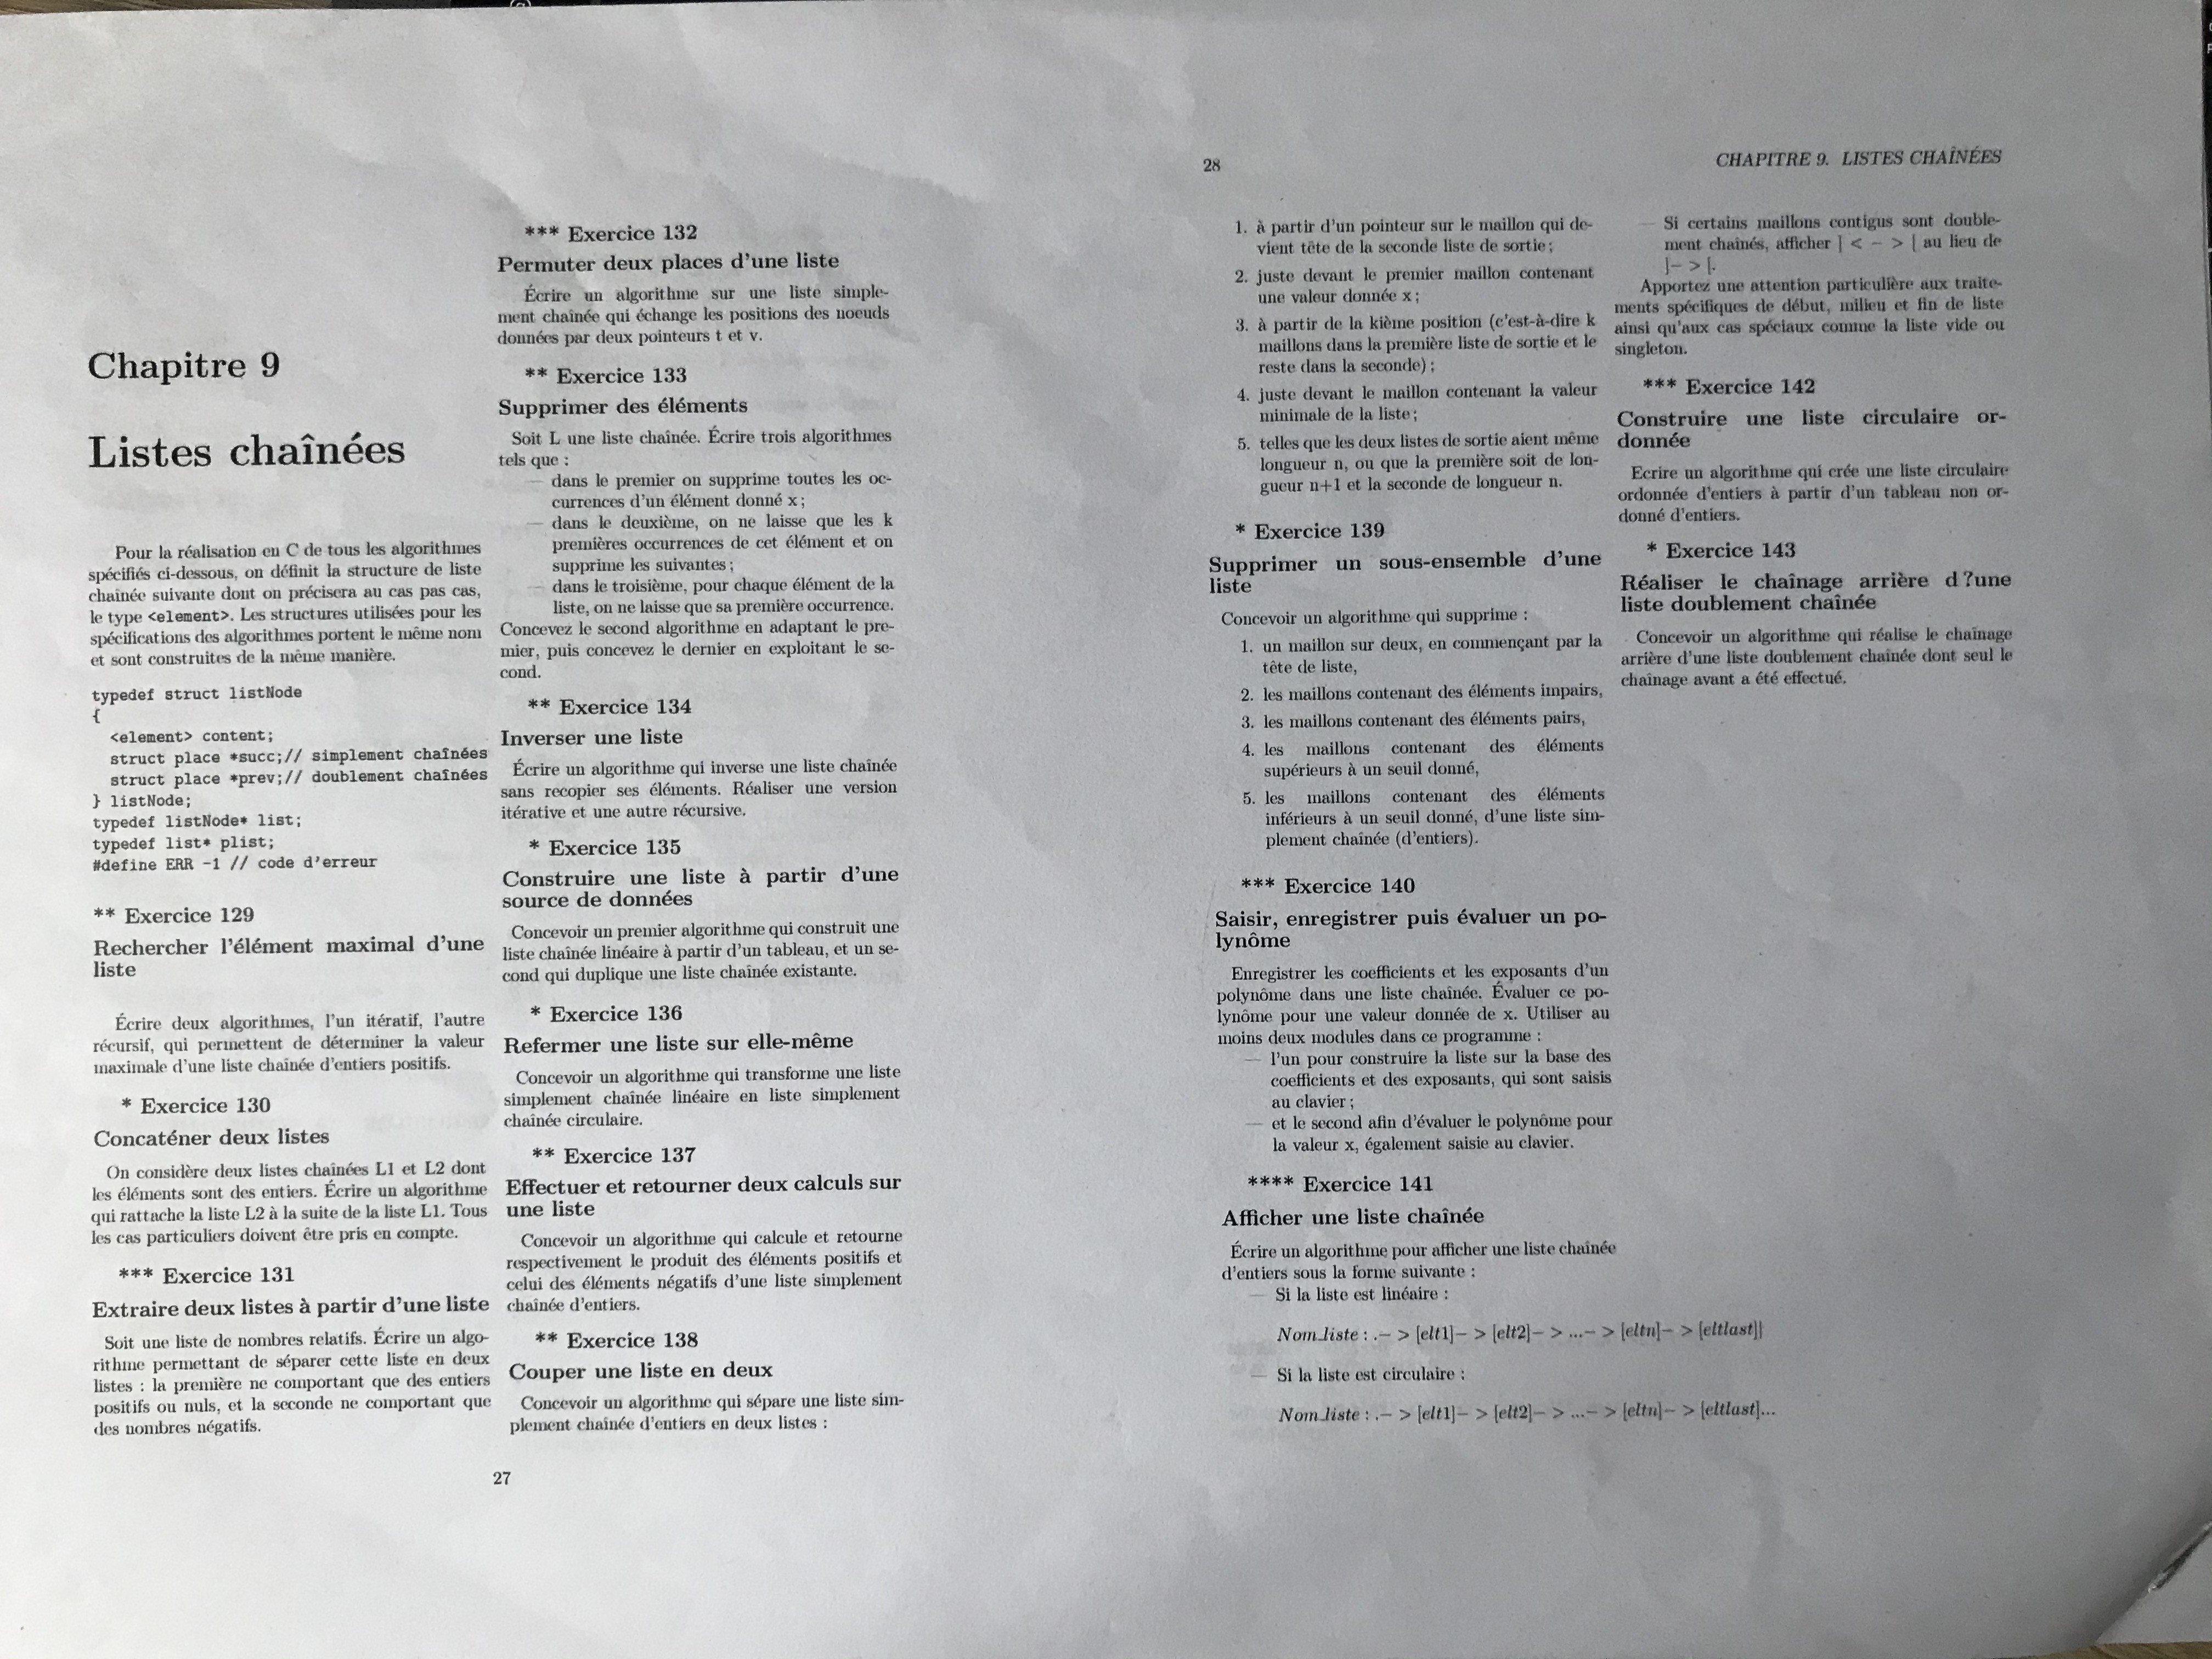 Chapitre 9
Listes chaînées
Pour la réalisation en C de tous les algorithmes
spécifiés ci-dessous, on définit la structure de liste
chaînée suivante dont on précisera au cas pas cas,
le type <element>. Les structures utilisées pour les
spécifications des algorithmes portent le même nom
et sont construites de la même manière.
typedef struct listNode
{
<element> content;
struct place *succ;// simplement chaînées
struct place *prev;// doublement chaînées
} listNode;
typedef listNode* list;
typedef list* plist;
#define ERR -1 // code d'erreur
** Exercice 129
Rechercher l'élément maximal d'une
liste
Écrire deux algorithmes, l'un itératif, l'autre
récursif, qui permettent de déterminer la valeur
maximale d'une liste chaînée d'entiers positifs.
* Exercice 130
Concaténer deux listes
On considère deux listes chaînées L1 et L2 dont
les éléments sont des entiers. Écrire un algorithme
qui rattache la liste L2 à la suite de la liste L1. Tous
les cas particuliers doivent être pris en compte.
*** Exercice 131
Extraire deux listes à partir d'une liste
Soit une liste de nombres relatifs. Écrire un algo-
rithme permettant de séparer cette liste en deux
listes : la première ne comportant que des entiers
positifs ou nuls, et la seconde ne comportant que
des nombres négatifs.
*** Exercice 132
Permuter deux places d'une liste
Écrire un algorithme sur une liste simple-
ment chaînée qui échange les positions des noeuds
données par deux pointeurs t et v.
** Exercice 133
Supprimer des éléments
Soit L une liste chaînée. Écrire trois algorithmes
tels que :
— dans le premier on supprime toutes les oc-
currences d'un élément donné x ;
— dans le deuxième, on ne laisse que les k
premières occurrences de cet élément et on
supprime les suivantes ;
— dans le troisième, pour chaque élément de la
liste, on ne laisse que sa première occurrence.
Concevez le second algorithme en adaptant le pre-
mier, puis concevez le dernier en exploitant le se-
cond.
** Exercice 134
Inverser une liste
Écrire un algorithme qui inverse une liste chaînée
sans recopier ses éléments. Réaliser une version
itérative et une autre récursive.
* Exercice 135
Construire une liste à partir d'une
source de données
Concevoir un premier algorithme qui construit une
liste chaînée linéaire à partir d'un tableau, et un se-
cond qui duplique une liste chaînée existante.
* Exercice 136
Refermer une liste sur elle-même
Concevoir un algorithme qui transforme une liste
simplement chaînée linéaire en liste simplement
chaînée circulaire.
** Exercice 137
Effectuer et retourner deux calculs sur
une liste
Concevoir un algorithme qui calcule et retourne
respectivement le produit des éléments positifs et
celui des éléments négatifs d'une liste simplement
chaînée d'entiers.
** Exercice 138
Couper une liste en deux
Concevoir un algorithme qui sépare une liste sim-
plement chaînée d'entiers en deux listes :
27
28
CHAPITRE 9. LISTES CHAÎNÉES
1. à partir d'un pointeur sur le maillon qui de-
vient tête de la seconde liste de sortie ;
2. juste devant le premier maillon contenant
une valeur donnée x ;
3. à partir de la kième position (c'est-à-dire k
maillons dans la première liste de sortie et le
reste dans la seconde) ;
4. juste devant le maillon contenant la valeur
minimale de la liste ;
5. telles que les deux listes de sortie aient même
longueur n, ou que la première soit de lon-
gueur n+1 et la seconde de longueur n.
* Exercice 139
Supprimer un sous-ensemble d'une
liste
Concevoir un algorithme qui supprime :
1. un maillon sur deux, en commençant par la
tête de liste,
2. les maillons contenant des éléments impairs,
3. les maillons contenant des éléments pairs,
4. les maillons contenant des éléments
supérieurs à un seuil donné,
5. les maillons contenant des éléments
inférieurs à un seuil donné, d'une liste sim-
plement chaînée (d'entiers).
*** Exercice 140
Saisir, enregistrer puis évaluer un po-
lynôme
Enregistrer les coefficients et les exposants d'un
polynôme dans une liste chaînée. Évaluer ce po-
lynôme pour une valeur donnée de x. Utiliser au
moins deux modules dans ce programme :
— l'un pour construire la liste sur la base des
coefficients et des exposants, qui sont saisis
au clavier ;
— et le second afin d'évaluer le polynôme pour
la valeur x, également saisie au clavier.
**** Exercice 141
Afficher une liste chaînée
Écrire un algorithme pour afficher une liste chaînée
d'entiers sous la forme suivante :
— Si la liste est linéaire :
Nom_liste : .− > [elt1]− > [elt2]− > ...− > [eltn]− > [eltlast]|
— Si la liste est circulaire :
Nom_liste : .− > [elt1]− > [elt2]− > ...− > [eltn]− > [eltlast]...
— Si certains maillons contigus sont double-
ment chaînés, afficher ] < − > [ au lieu de
]− > [.
Apportez une attention particulière aux traite-
ments spécifiques de début, milieu et fin de liste
ainsi qu'aux cas spéciaux comme la liste vide ou
singleton.
*** Exercice 142
Construire une liste circulaire or-
donnée
Ecrire un algorithme qui crée une liste circulaire
ordonnée d'entiers à partir d'un tableau non or-
donné d'entiers.
* Exercice 143
Réaliser le chaînage arrière d ?une
liste doublement chaînée
Concevoir un algorithme qui réalise le chaînage
arrière d'une liste doublement chaînée dont seul le
chaînage avant a été effectué.